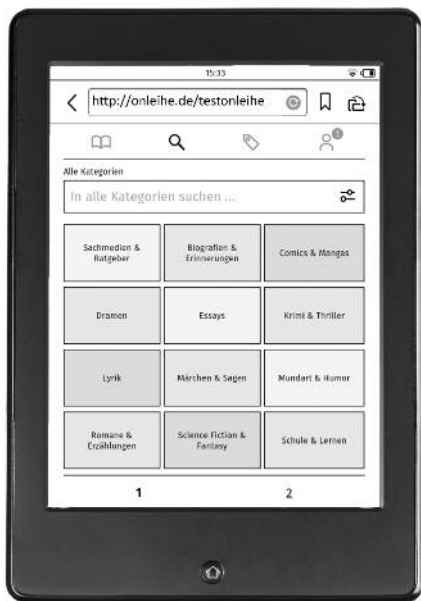 15:33
http://onleihe.de/testonleihe
Alle Kategorien
In alle Kategorien suchen ...
Sachmedien &
Ratgeber
Biografien &
Erinnerungen
Comics & Mangas
Dramen
Essays
Krimi & Thriller
Lyrik
Märchen & Sagen
Mundart & Humor
Romane &
Erzählungen
Science Fiction &
Fantasy
Schule & Lernen
1
2